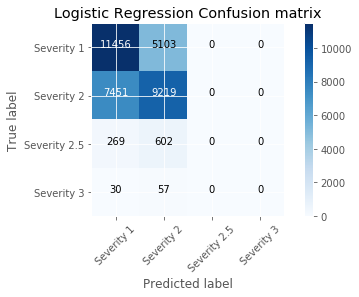 Logistic Regression Confusion matrix
True label
Severity 1 11456 5103 0 0
Severity 2 7451 9219 0 0
Severity 2.5 269 602 0 0
Severity 3 30 57 0 0
Severity 1 Severity 2 Severity 2.5 Severity 3
Predicted label
10000
8000
6000
4000
2000
0